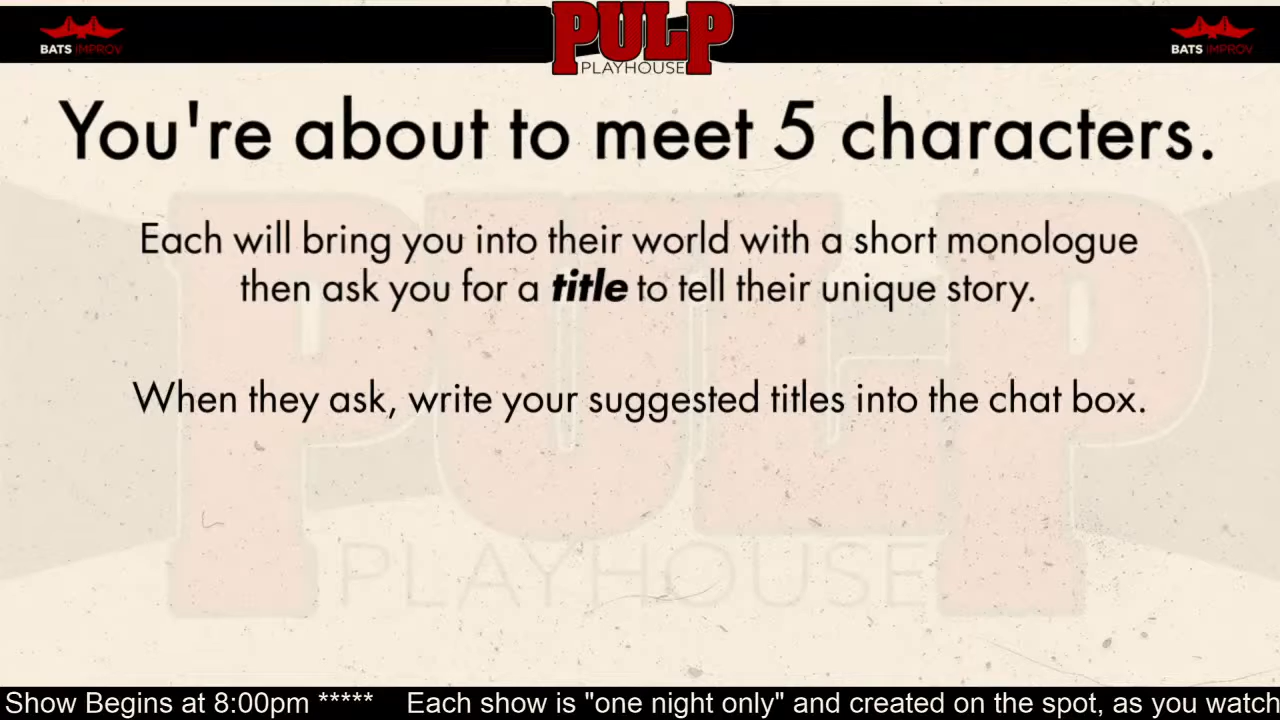 PULP
PLAYHOUSE
BATS IMPROV
BATS IMPROV
You're about to meet 5 characters.
Each will bring you into their world with a short monologue
then ask you for a title to tell their unique story.
When they ask, write your suggested titles into the chat box.
PULP
PLAYHOUSE
Show Begins at 8:00pm ***** Each show is "one night only" and created on the spot, as you watch